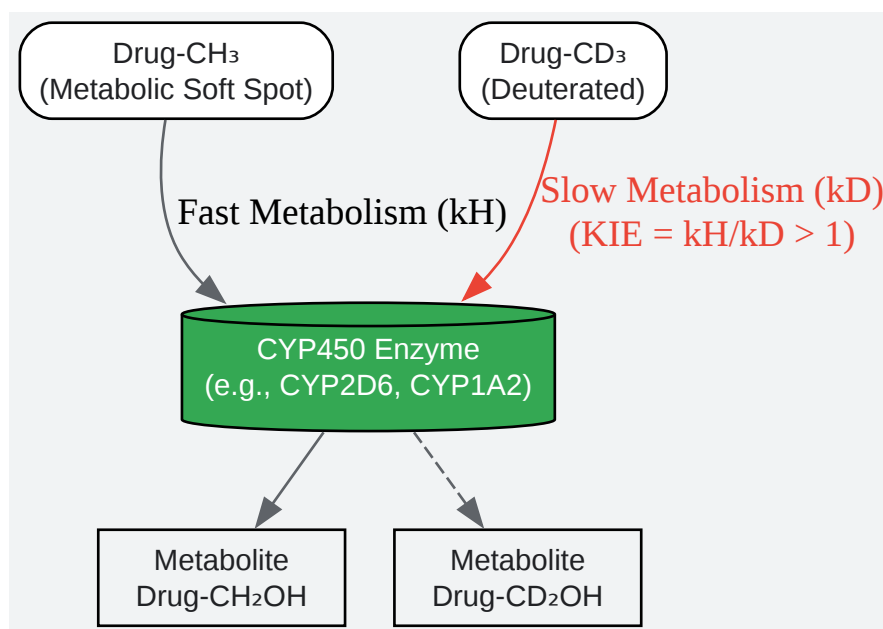 Drug-CH₃
(Metabolic Soft Spot)
Drug-CD₃
(Deuterated)
Fast Metabolism (kH)
Slow Metabolism (kD)
(KIE = kH/kD > 1)
CYP450 Enzyme
(e.g., CYP2D6, CYP1A2)
Metabolite
Drug-CH₂OH
Metabolite
Drug-CD₂OH